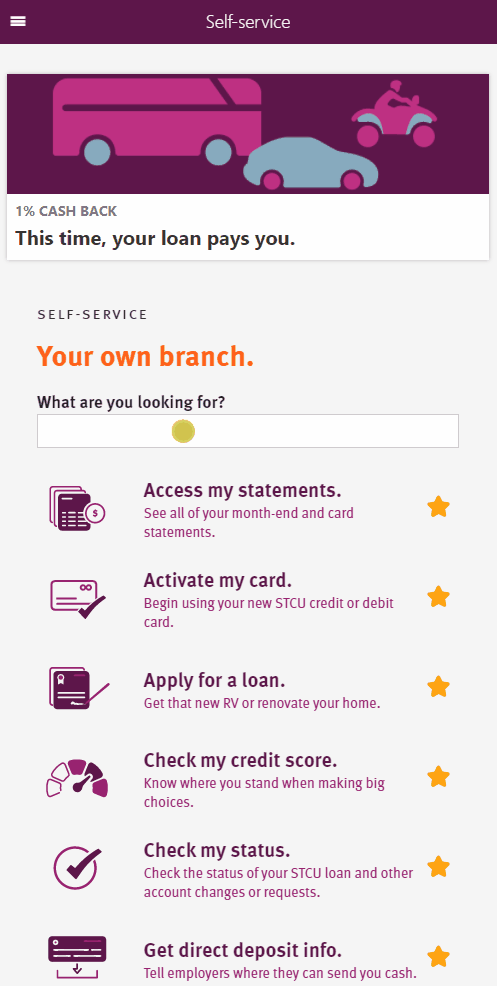 Self-service
1% CASH BACK
This time, your loan pays you.
SELF-SERVICE
Your own branch.
What are you looking for?
Access my statements.
See all of your month-end and card
statements.
$
Activate my card.
Begin using your new STCU credit or debit
card.
Apply for a loan.
Get that new RV or renovate your home.
Check my credit score.
Know where you stand when making big
choices.
Check my status.
Check the status of your STCU loan and other
account changes or requests.
Get direct deposit info.
Tell employers where they can send you cash.